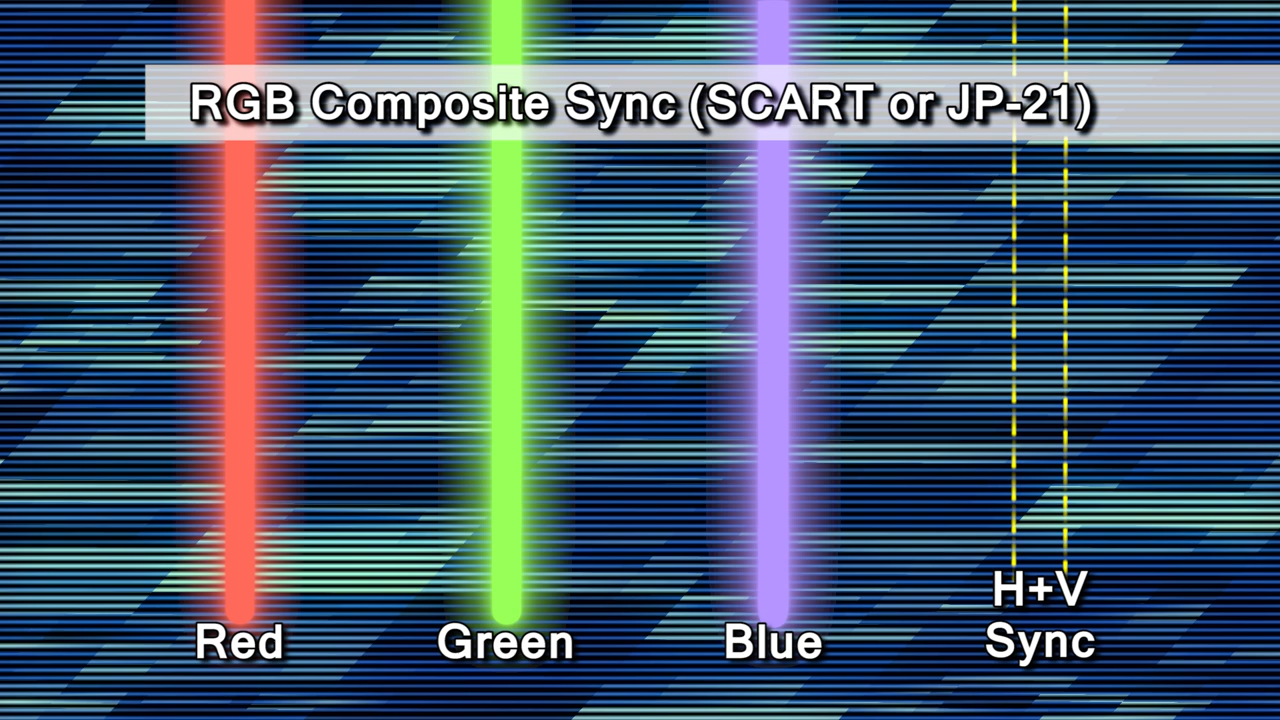 RGB Composite Sync (SCART or JP-21)
H+V
Red Green Blue Sync